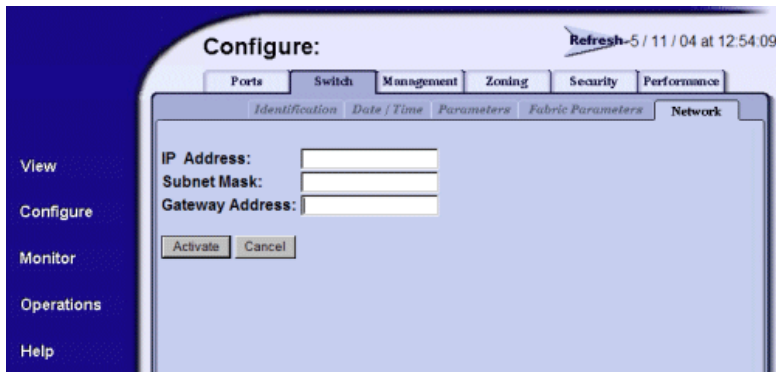 Configure:
Refresh-5 / 11 / 04 at 12:54:09
Ports Switch Management Zoning Security Performance
Identification Date / Time Parameters Fabric Parameters Network
View
Configure
Monitor
Operations
Help
IP Address:
Subnet Mask:
Gateway Address:
Activate Cancel